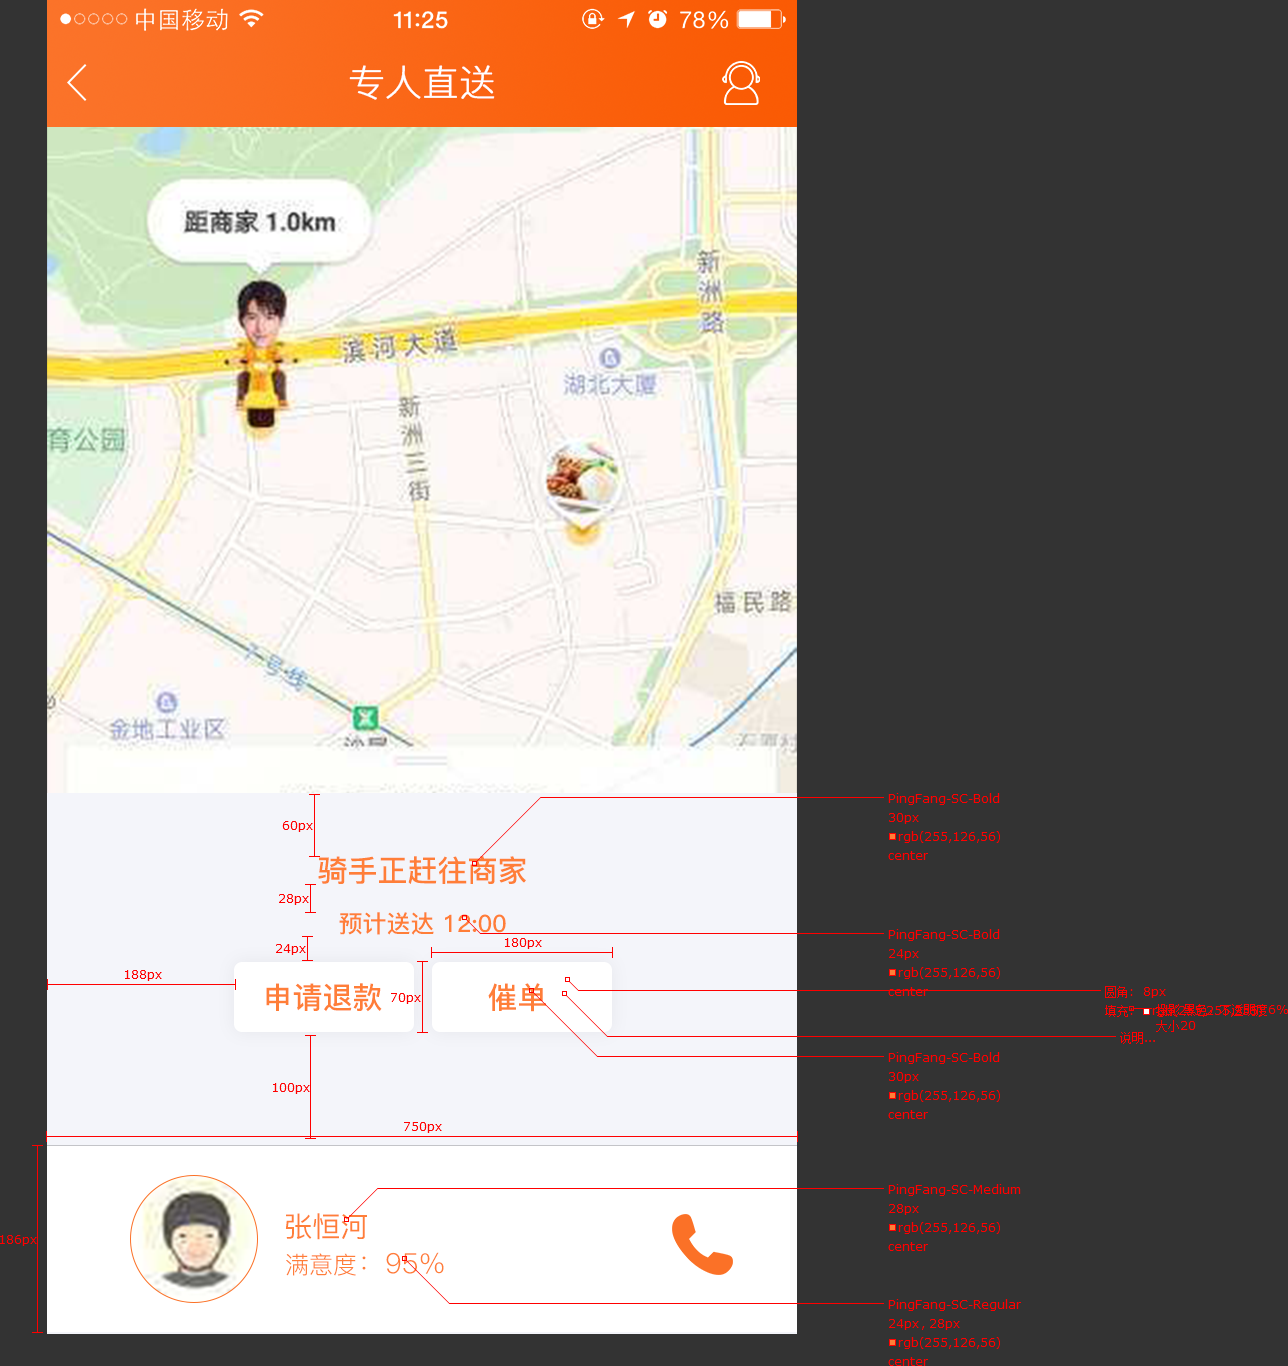 中国移动
11:25
78%
专人直送
距商家 1.0km
新洲路
滨河大道
湖北大厦
新洲三街
育公园
福民路
7号线
金地工业区
60px
PingFang-SC-Bold
30px
rgb(255,126,56)
center
骑手正赶往商家
28px
预计送达 12:00
PingFang-SC-Bold
24px
rgb(255,126,56)
center
24px
180px
188px
申请退款
70px
催单
圆角：8px
填充
大小20
说明...
PingFang-SC-Bold
30px
rgb(255,126,56)
center
100px
750px
186px
张恒河
满意度： 95%
PingFang-SC-Medium
28px
rgb(255,126,56)
center
PingFang-SC-Regular
24px, 28px
rgb(255,126,56)
center